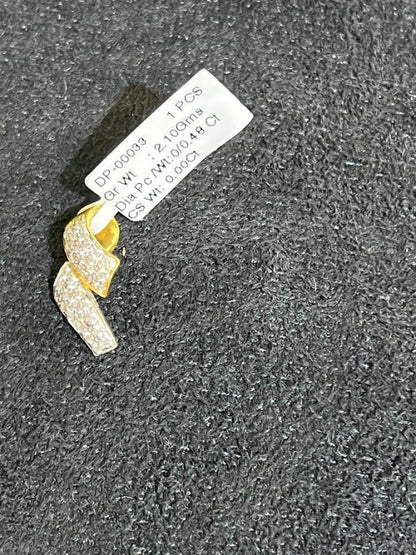 DP-00033 1 PCS
Gr Wt : 2.10Gms
Dia Pc/Wt:0/0.48 Ct
CS Wt: 0.00Ct